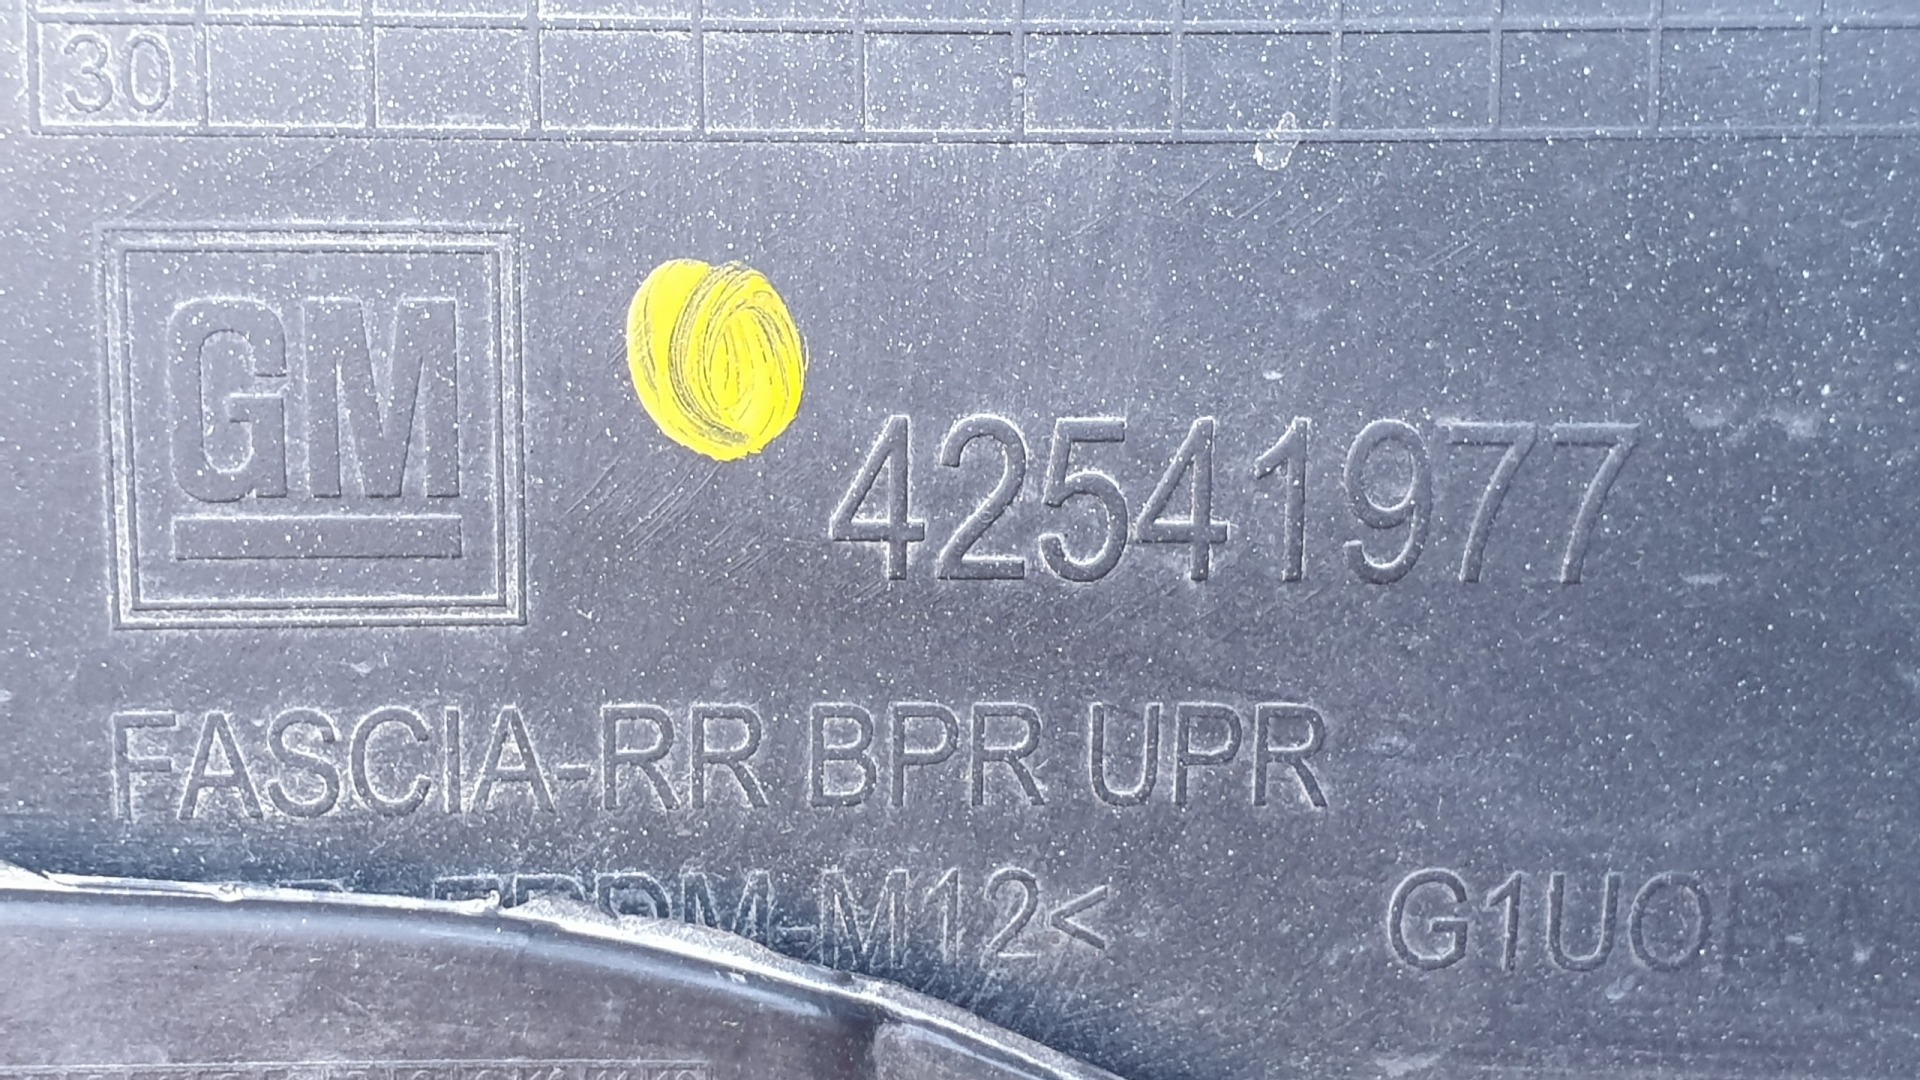 30
GM
42541977
FASCIA-RR BPR UPR
M12<
G1UO